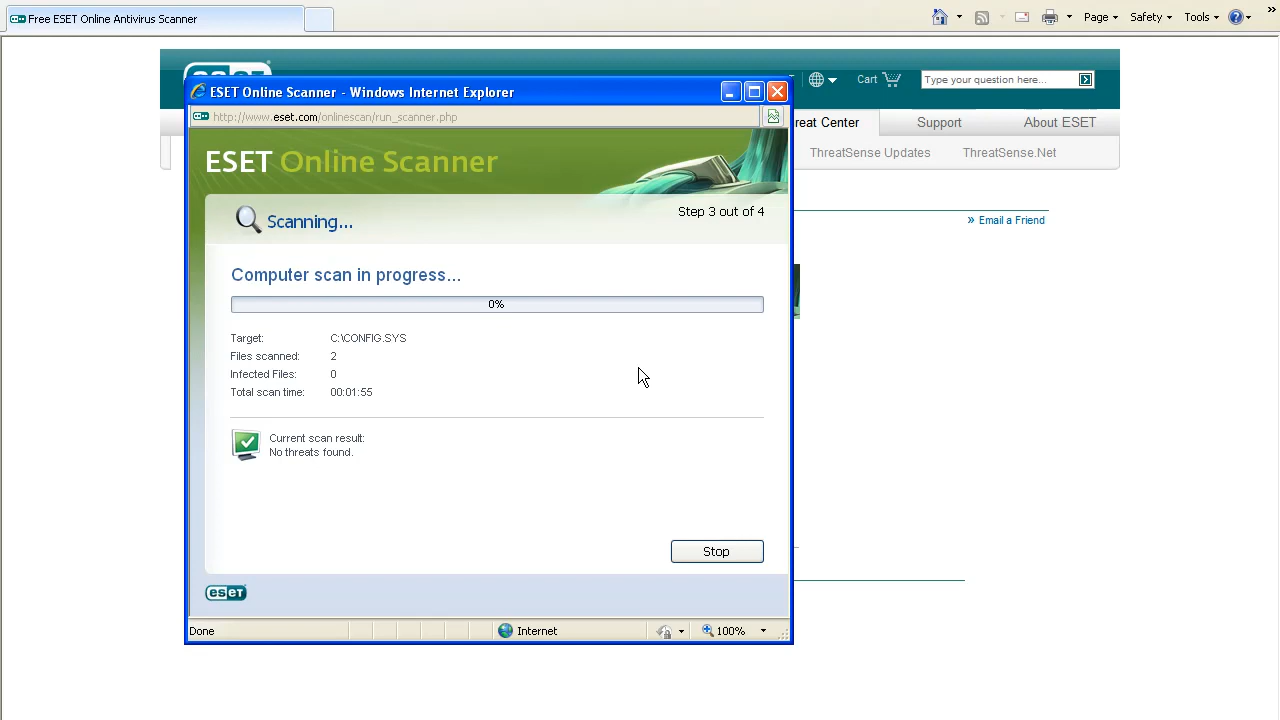 Free ESET Online Antivirus Scanner
Page
Safety
Tools
Cart
Type your question here...
reat Center
Support
About ESET
ThreatSense Updates
ThreatSense.Net
» Email a Friend
ESET Online Scanner - Windows Internet Explorer
http://www.eset.com/onlinescan/run_scanner.php
ESET Online Scanner
Scanning...
Step 3 out of 4
Computer scan in progress...
0%
Target: C:\CONFIG.SYS
Files scanned: 2
Infected Files: 0
Total scan time: 00:01:55
Current scan result:
No threats found.
Stop
eseT
Done
Internet
100%